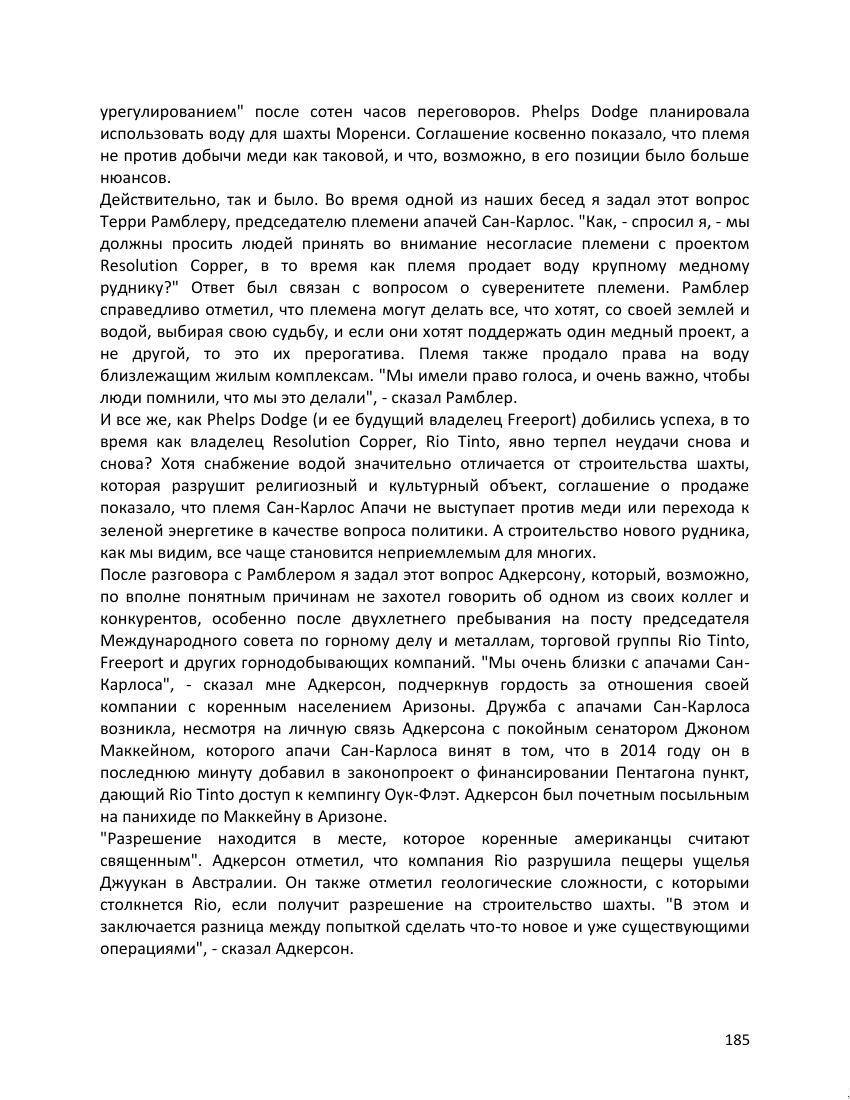 урегулированием" после сотен часов переговоров. Phelps Dodge планировала
использовать воду для шахты Моренси. Соглашение косвенно показало, что племя
не против добычи меди как таковой, и что, возможно, в его позиции было больше
нюансов.
Действительно, так и было. Во время одной из наших бесед я задал этот вопрос
Терри Рамблеру, председателю племени апачей Сан-Карлос. "Как, - спросил я, - мы
должны просить людей принять во внимание несогласие племени с проектом
Resolution Copper, в то время как племя продает воду крупному медному
руднику?" Ответ был связан с вопросом о суверенитете племени. Рамблер
справедливо отметил, что племена могут делать все, что хотят, со своей землей и
водой, выбирая свою судьбу, и если они хотят поддержать один медный проект, а
не другой, то это их прерогатива. Племя также продало права на воду
близлежащим жилым комплексам. "Мы имели право голоса, и очень важно, чтобы
люди помнили, что мы это делали", - сказал Рамблер.
И все же, как Phelps Dodge (и ее будущий владелец Freeport) добились успеха, в то
время как владелец Resolution Copper, Rio Tinto, явно терпел неудачи снова и
снова? Хотя снабжение водой значительно отличается от строительства шахты,
которая разрушит религиозный и культурный объект, соглашение о продаже
показало, что племя Сан-Карлос Апачи не выступает против меди или перехода к
зеленой энергетике в качестве вопроса политики. А строительство нового рудника,
как мы видим, все чаще становится неприемлемым для многих.
После разговора с Рамблером я задал этот вопрос Адкерсону, который, возможно,
по вполне понятным причинам не захотел говорить об одном из своих коллег и
конкурентов, особенно после двухлетнего пребывания на посту председателя
Международного совета по горному делу и металлам, торговой группы Rio Tinto,
Freeport и других горнодобывающих компаний. "Мы очень близки с апачами Сан-
Карлоса", - сказал мне Адкерсон, подчеркнув гордость за отношения своей
компании с коренным населением Аризоны. Дружба с апачами Сан-Карлоса
возникла, несмотря на личную связь Адкерсона с покойным сенатором Джоном
Маккейном, которого апачи Сан-Карлоса винят в том, что в 2014 году он в
последнюю минуту добавил в законопроект о финансировании Пентагона пункт,
дающий Rio Tinto доступ к кемпингу Оук-Флэт. Адкерсон был почетным посыльным
на панихиде по Маккейну в Аризоне.
"Разрешение находится в месте, которое коренные американцы считают
священным". Адкерсон отметил, что компания Rio разрушила пещеры ущелья
Джуукан в Австралии. Он также отметил геологические сложности, с которыми
столкнется Rio, если получит разрешение на строительство шахты. "В этом и
заключается разница между попыткой сделать что-то новое и уже существующими
операциями", - сказал Адкерсон.
185